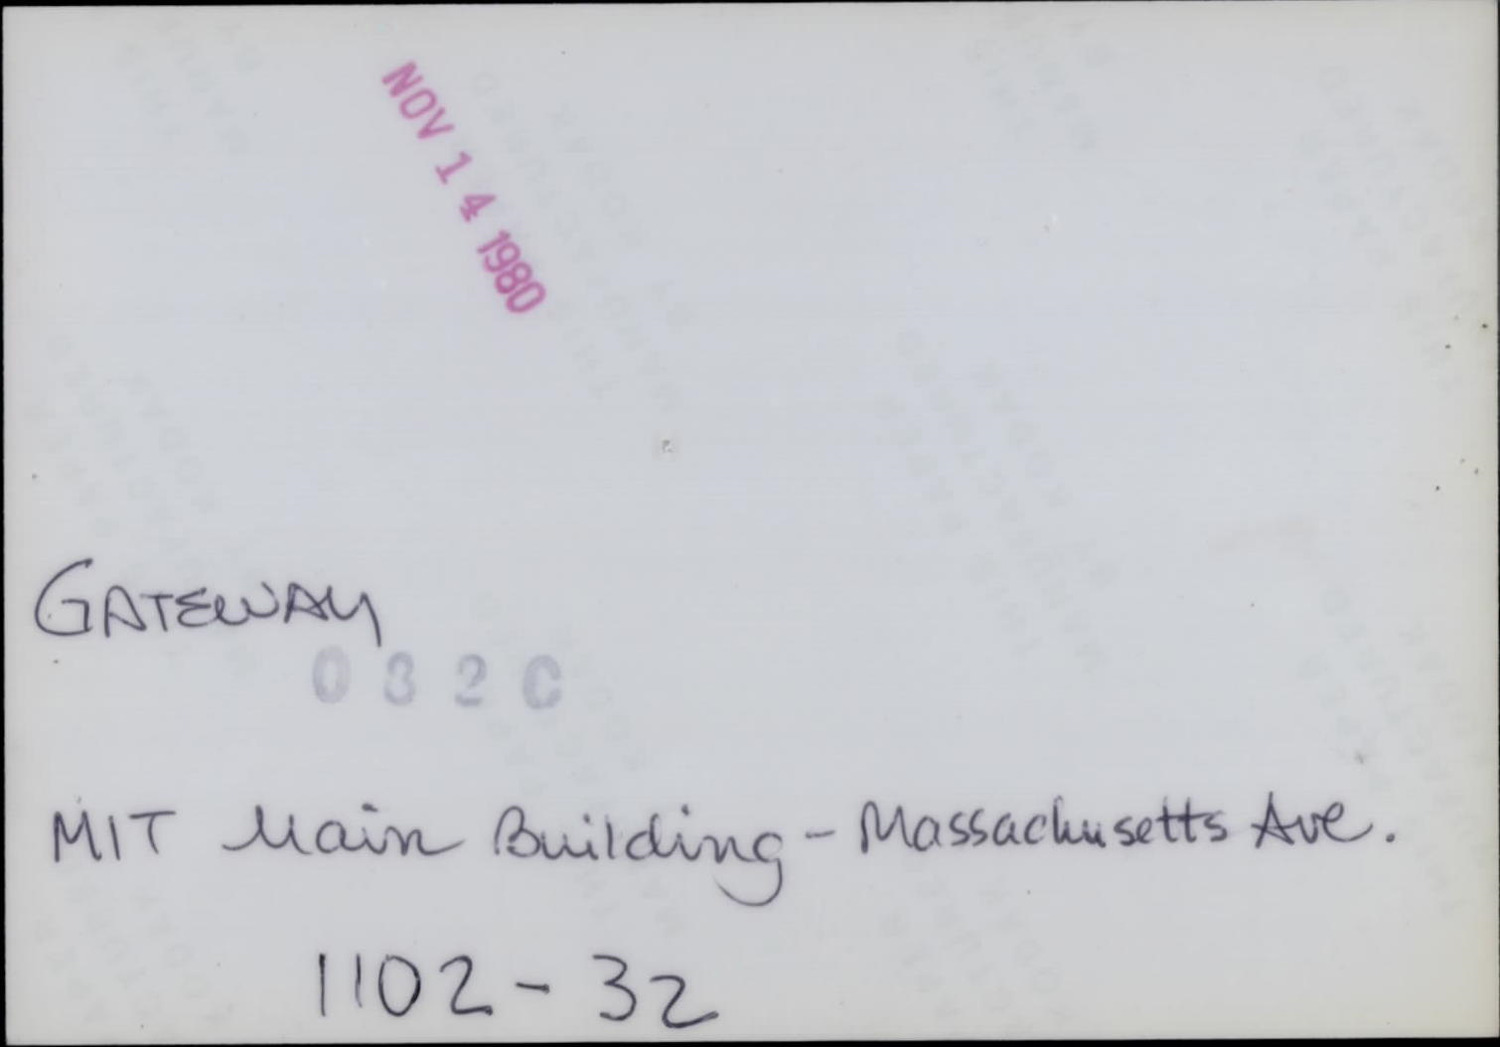 NOV 14 1980
GATEWAY
032C
MIT Main Building - Massachusetts Ave.
1102-32